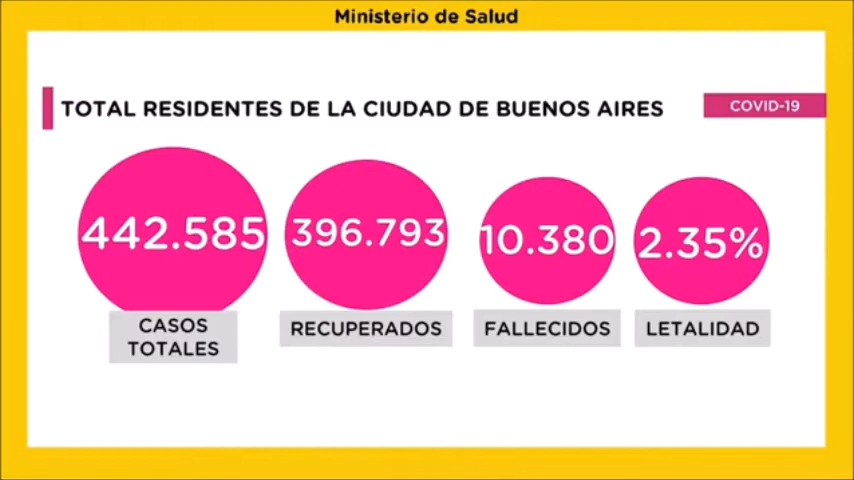 Ministerio de Salud
TOTAL RESIDENTES DE LA CIUDAD DE BUENOS AIRES
COVID-19
442.585
396.793
10.380
2.35%
CASOS
TOTALES
RECUPERADOS
FALLECIDOS
LETALIDAD